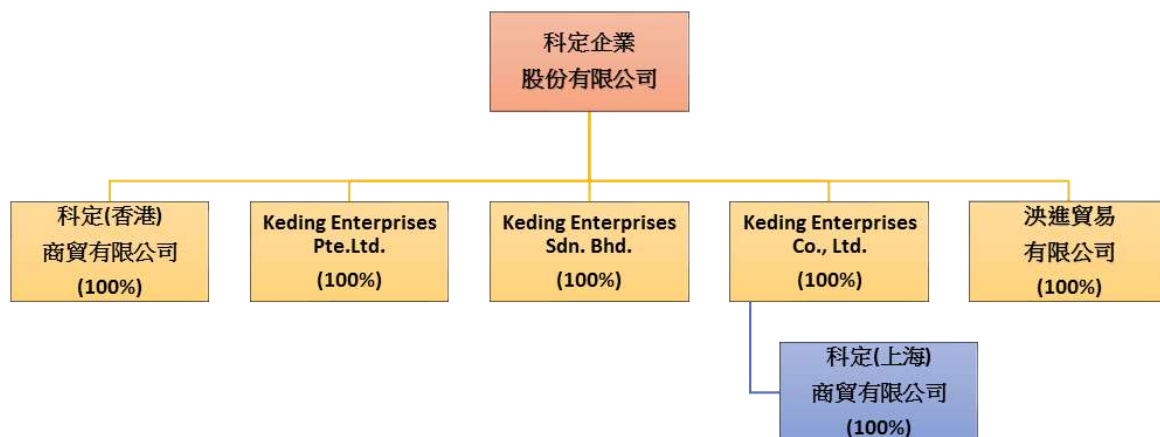 科定企業
股份有限公司
科定(香港)
商貿有限公司
(100%)
Keding Enterprises
Pte.Ltd.
(100%)
Keding Enterprises
Sdn. Bhd.
(100%)
Keding Enterprises
Co., Ltd.
(100%)
泱進貿易
有限公司
(100%)
科定(上海)
商貿有限公司
(100%)